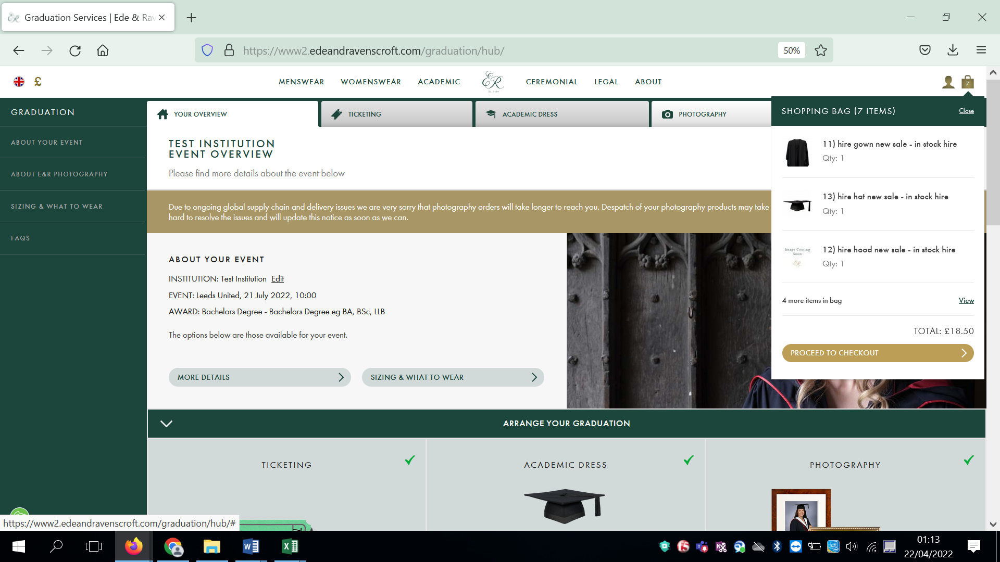 Graduation Services | Ede & Rav
https://www2.edeandravenscroft.com/graduation/hub/
50%
£
MENSWEAR
WOMENSWEAR
ACADEMIC
ER
CEREMONIAL
LEGAL
ABOUT
7
GRADUATION
ABOUT YOUR EVENT
ABOUT E&R PHOTOGRAPHY
SIZING & WHAT TO WEAR
FAQS
YOUR OVERVIEW
TICKETING
ACADEMIC DRESS
PHOTOGRAPHY
TEST INSTITUTION
EVENT OVERVIEW
Please find more details about the event below
Due to ongoing global supply chain and delivery issues we are very sorry that photography orders will take longer to reach you. Despatch of your photography products may take
hard to resolve the issues and will update this notice as soon as we can.
ABOUT YOUR EVENT
INSTITUTION: Test Institution Edit
EVENT: Leeds United, 21 July 2022, 10:00
AWARD: Bachelors Degree - Bachelors Degree eg BA, BSc, LLB
The options below are those available for your event.
MORE DETAILS
SIZING & WHAT TO WEAR
SHOPPING BAG (7 ITEMS)
Close
11) hire gown new sale - in stock hire
Qty: 1
13) hire hat new sale - in stock hire
Qty: 1
Image Coming
Soon
12) hire hood new sale - in stock hire
Qty: 1
4 more items in bag
View
TOTAL: £18.50
PROCEED TO CHECKOUT
ARRANGE YOUR GRADUATION
TICKETING
ACADEMIC DRESS
PHOTOGRAPHY
https://www2.edeandravenscroft.com/graduation/hub/#
01:13
22/04/2022